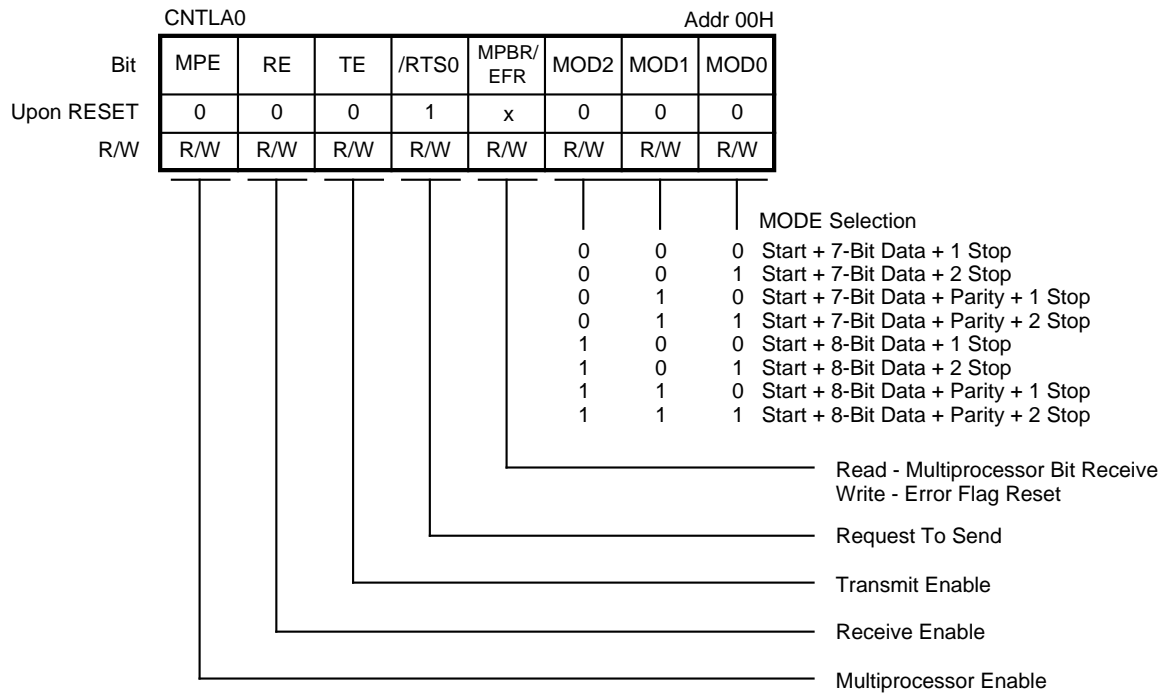 CNTLA0 Addr 00H
Bit MPE RE TE /RTS0 MPBR/ EFR MOD2 MOD1 MOD0
Upon RESET 0 0 0 1 x 0 0 0
R/W R/W R/W R/W R/W R/W R/W R/W R/W
MODE Selection
0 0 0 Start + 7-Bit Data + 1 Stop
0 0 1 Start + 7-Bit Data + 2 Stop
0 1 0 Start + 7-Bit Data + Parity + 1 Stop
0 1 1 Start + 7-Bit Data + Parity + 2 Stop
1 0 0 Start + 8-Bit Data + 1 Stop
1 0 1 Start + 8-Bit Data + 2 Stop
1 1 0 Start + 8-Bit Data + Parity + 1 Stop
1 1 1 Start + 8-Bit Data + Parity + 2 Stop
Read - Multiprocessor Bit Receive
Write - Error Flag Reset
Request To Send
Transmit Enable
Receive Enable
Multiprocessor Enable